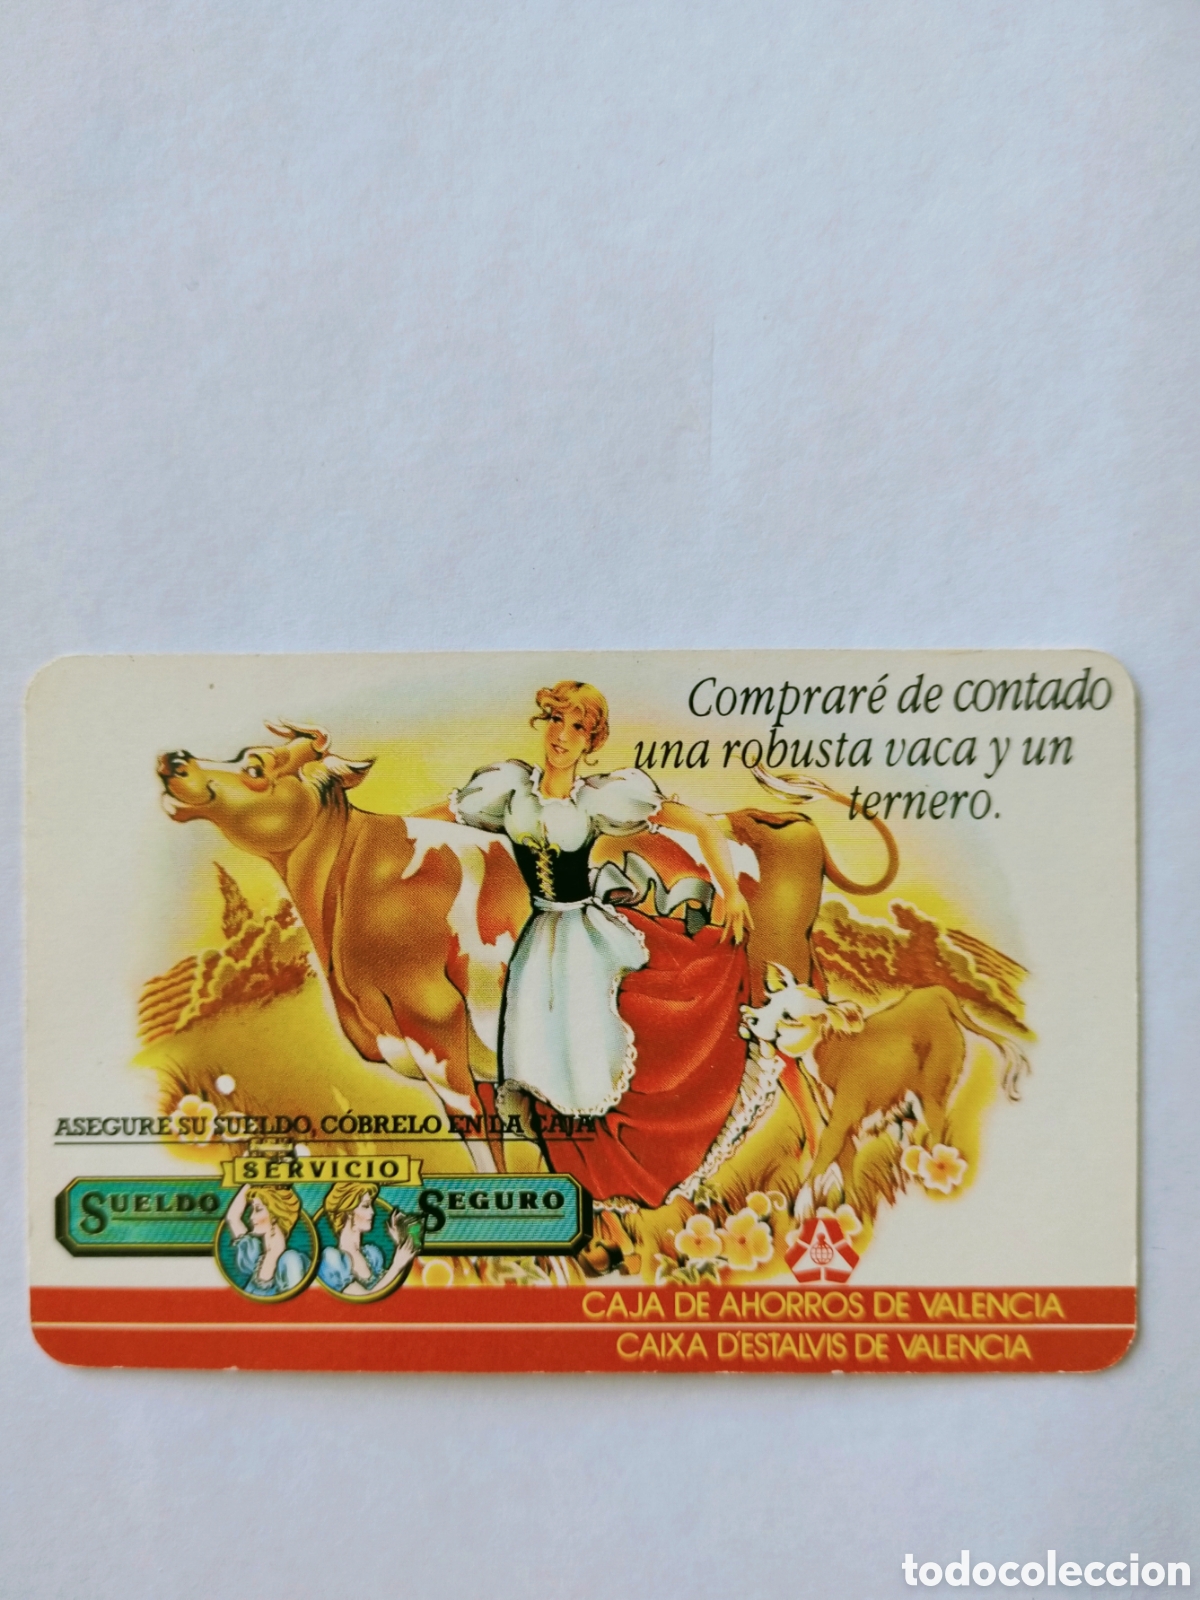 Compraré de contado
una robusta vaca y un
ternero.
ASEGURE SU SUELDO, CÓBRELO EN LA CAJA
SERVICIO
SUELDO SEGURO
CAJA DE AHORROS DE VALENCIA
CAIXA D'ESTALVIS DE VALENCIA
todocoleccion